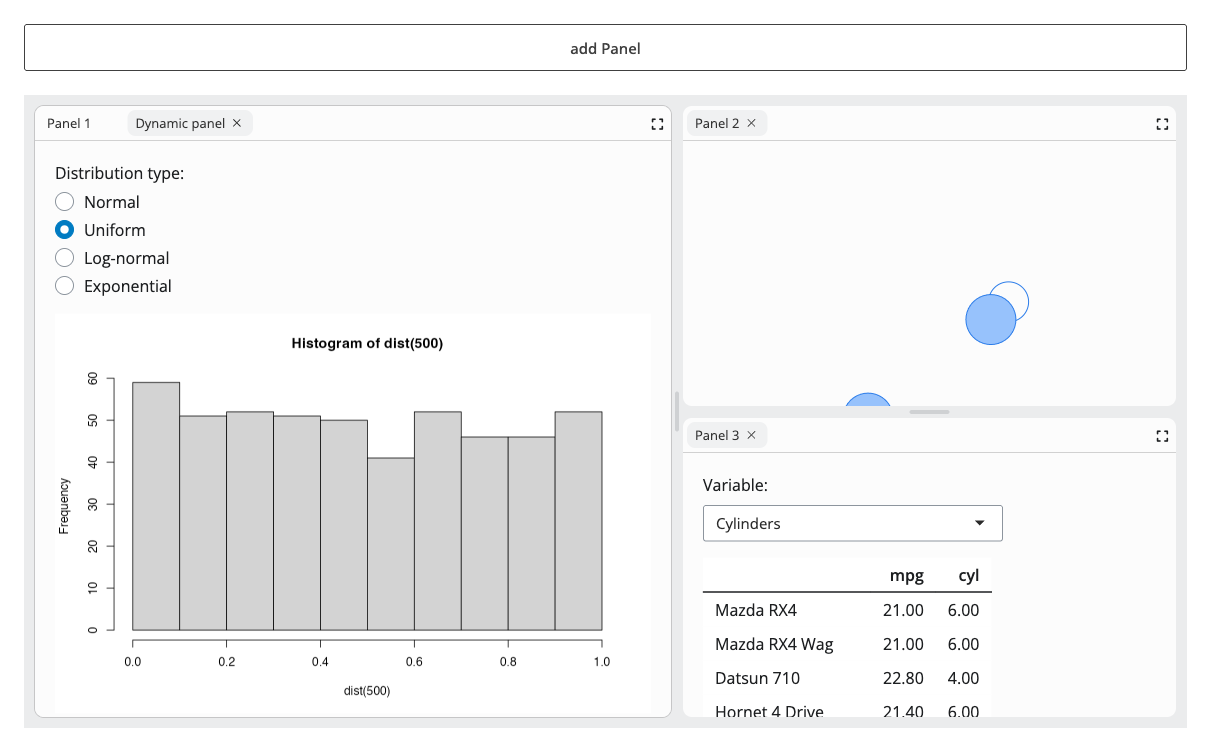 add Panel
Panel 1
Dynamic panel
Distribution type:
Normal
Uniform
Log-normal
Exponential
Histogram of dist(500)
Frequency
60
50
40
30
20
10
0
0.0 0.2 0.4 0.6 0.8 1.0
dist(500)
Panel 2
Panel 3
Variable:
Cylinders
mpg cyl
Mazda RX4 21.00 6.00
Mazda RX4 Wag 21.00 6.00
Datsun 710 22.80 4.00
Hornet 4 Drive 21.40 6.00